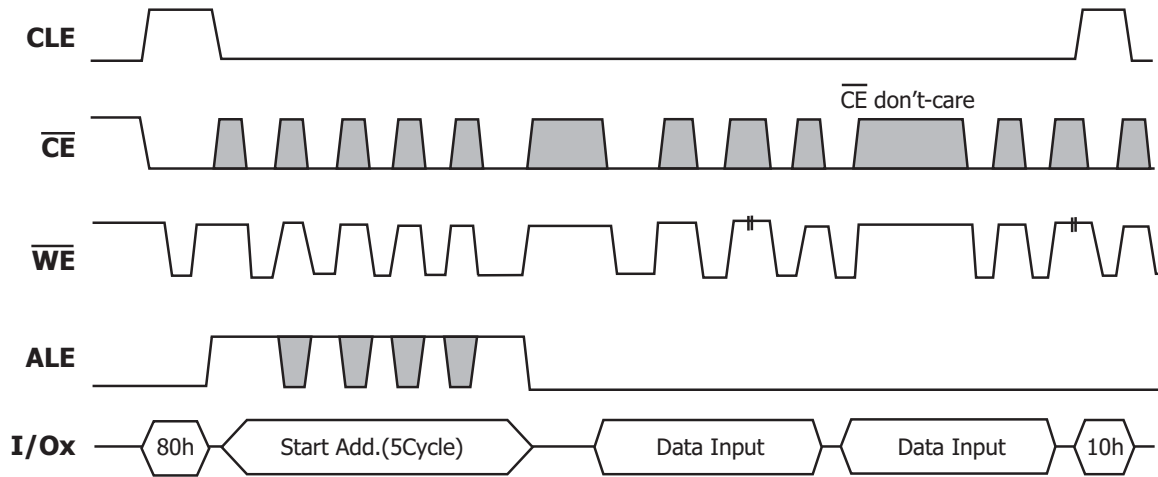 CLE
CE don't-care
CE
WE
ALE
I/Ox
80h
Start Add.(5Cycle)
Data Input
Data Input
10h